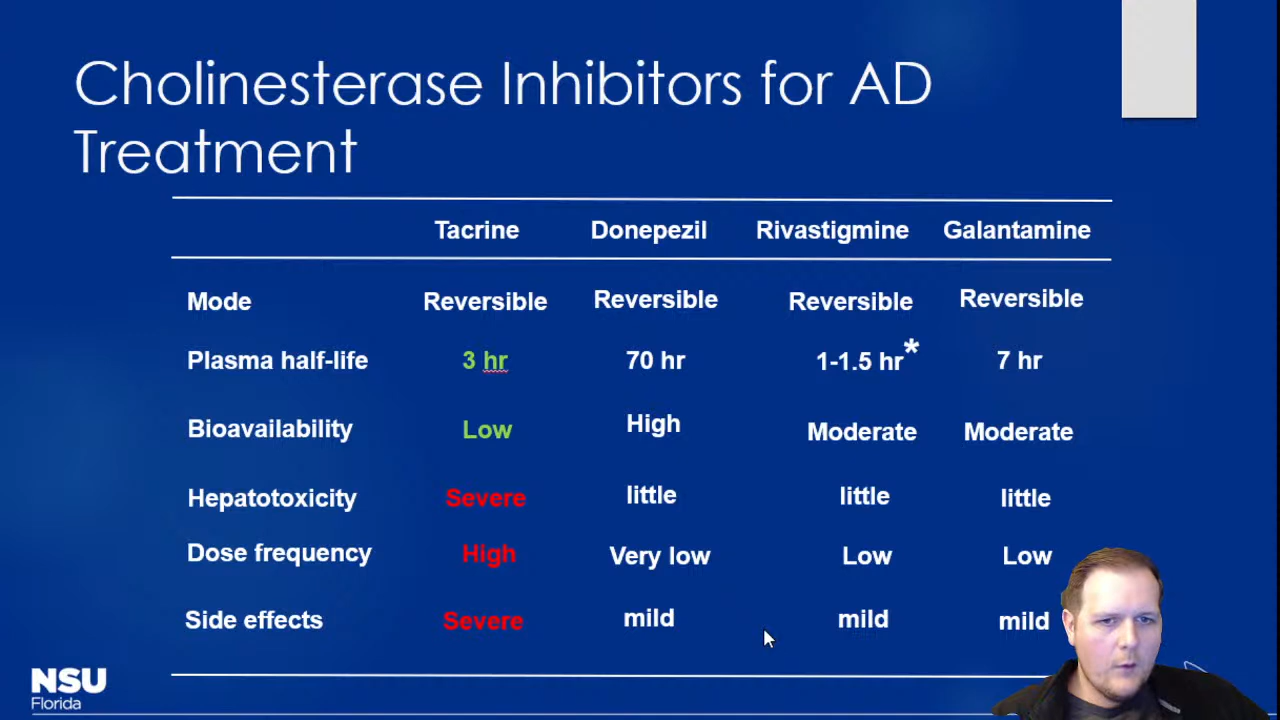 Cholinesterase Inhibitors for AD
Treatment
Tacrine Donepezil Rivastigmine Galantamine
Mode Reversible Reversible Reversible Reversible
Plasma half-life 3 hr 70 hr 1-1.5 hr* 7 hr
Bioavailability Low High Moderate Moderate
Hepatotoxicity Severe little little little
Dose frequency High Very low Low Low
Side effects Severe mild mild mild
NSU
Florida